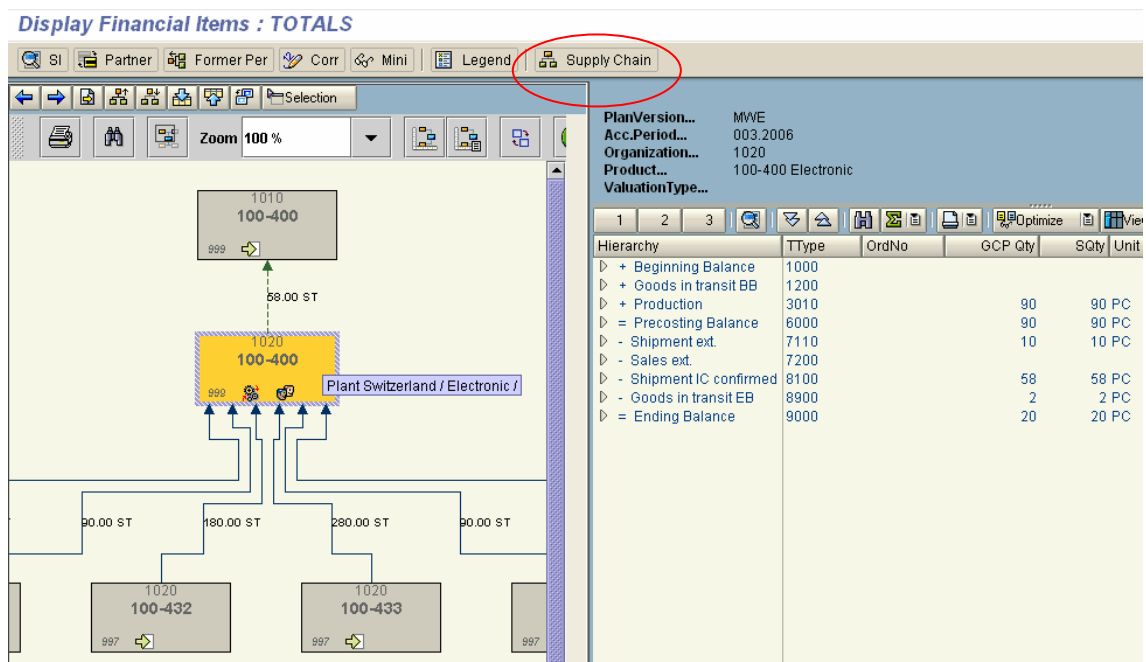 Display Financial Items : TOTALS
SI Partner Former Per Corr Mini Legend Supply Chain
Selection
Zoom 100 %
1010
100-400
999
58.00 ST
1020
100-400
999
Plant Switzerland / Electronic /
90.00 ST 180.00 ST 280.00 ST 90.00 ST
1020
100-432
997
1020
100-433
997
997
PlanVersion... MWE
Acc.Period... 003.2006
Organization... 1020
Product... 100-400 Electronic
ValuationType...
1 2 3 Optimize Vie
Hierarchy TType OrdNo GCP Qty SQty Unit
+ Beginning Balance 1000
+ Goods in transit BB 1200
+ Production 3010 90 90 PC
= Precosting Balance 6000 90 90 PC
- Shipment ext. 7110 10 10 PC
- Sales ext. 7200
- Shipment IC confirmed 8100 58 58 PC
- Goods in transit EB 8900 2 2 PC
= Ending Balance 9000 20 20 PC